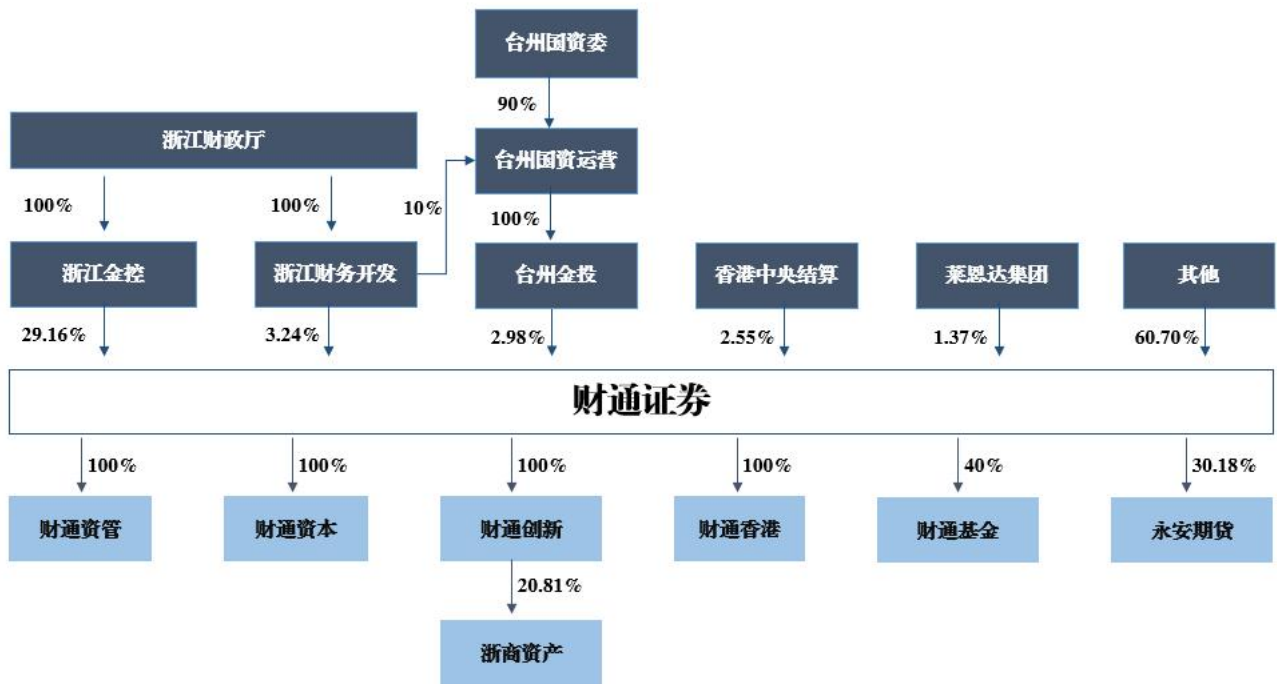 台州国资委
90%
浙江财政厅
台州国资运营
100%
100%
10%
100%
浙江金控
浙江财务开发
台州金投
香港中央结算
莱恩达集团
其他
29.16%
3.24%
2.98%
2.55%
1.37%
60.70%
财通证券
100%
100%
100%
100%
40%
30.18%
财通资管
财通资本
财通创新
财通香港
财通基金
永安期货
20.81%
浙商资产